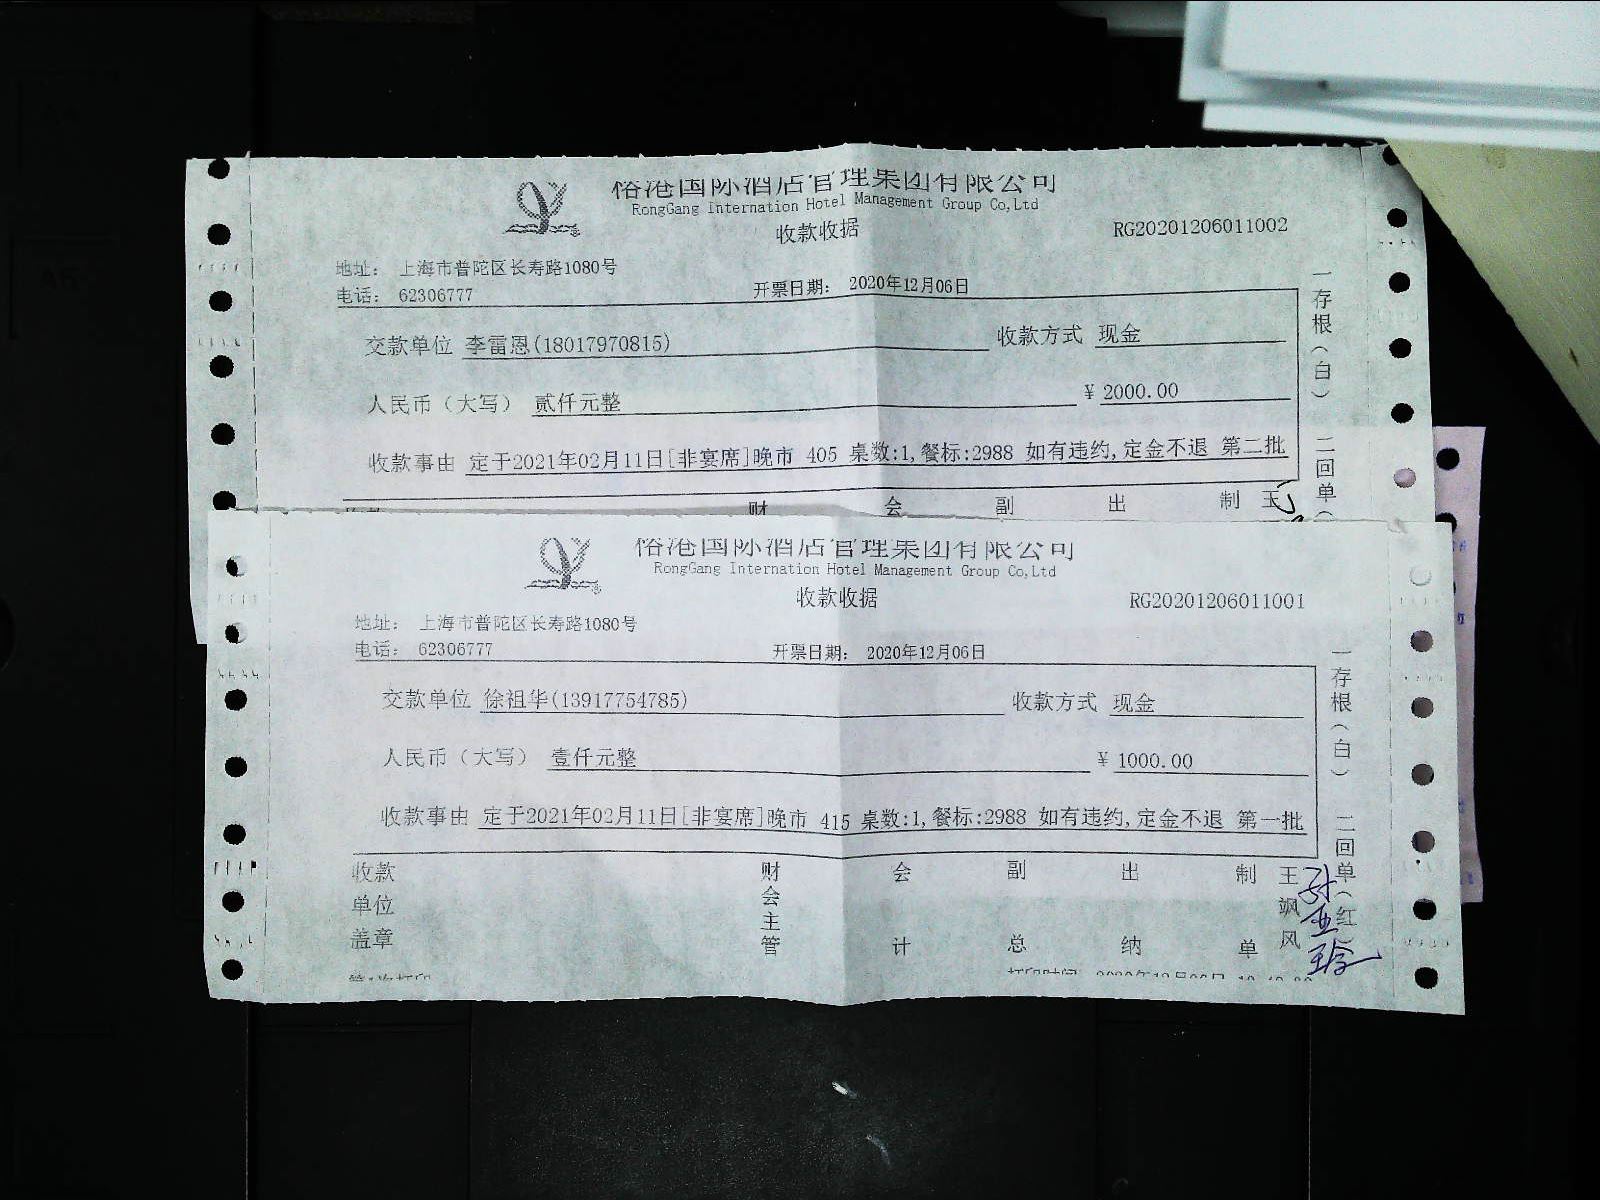 俗港国际酒店管理集团有限公司
RongGang Internation Hotel Management Group Co,Ltd
收款收据
RG20201206011002
地址： 上海市普陀区长寿路1080号
电话： 62306777
开票日期： 2020年12月06日
交款单位 李雷恩(18017970815)
收款方式 现金
人民币（大写） 贰仟元整
¥ 2000.00
收款事由 定于2021年02月11日[非宴席]晚市 405 桌数:1,餐标:2988 如有违约,定金不退 第二批
一存根（白） 二回单（
财 会 副 出 制 王
俗港国际酒店管理集团有限公司
RongGang Internation Hotel Management Group Co,Ltd
收款收据
RG20201206011001
地址： 上海市普陀区长寿路1080号
电话： 62306777
开票日期： 2020年12月06日
交款单位 徐祖华(13917754785)
收款方式 现金
人民币（大写） 壹仟元整
¥ 1000.00
收款事由 定于2021年02月11日[非宴席]晚市 415 桌数:1,餐标:2988 如有违约,定金不退 第一批
一存根（白） 二回单（红
收款单位盖章
财会主管
会计
副总
出纳
制单
王飒风